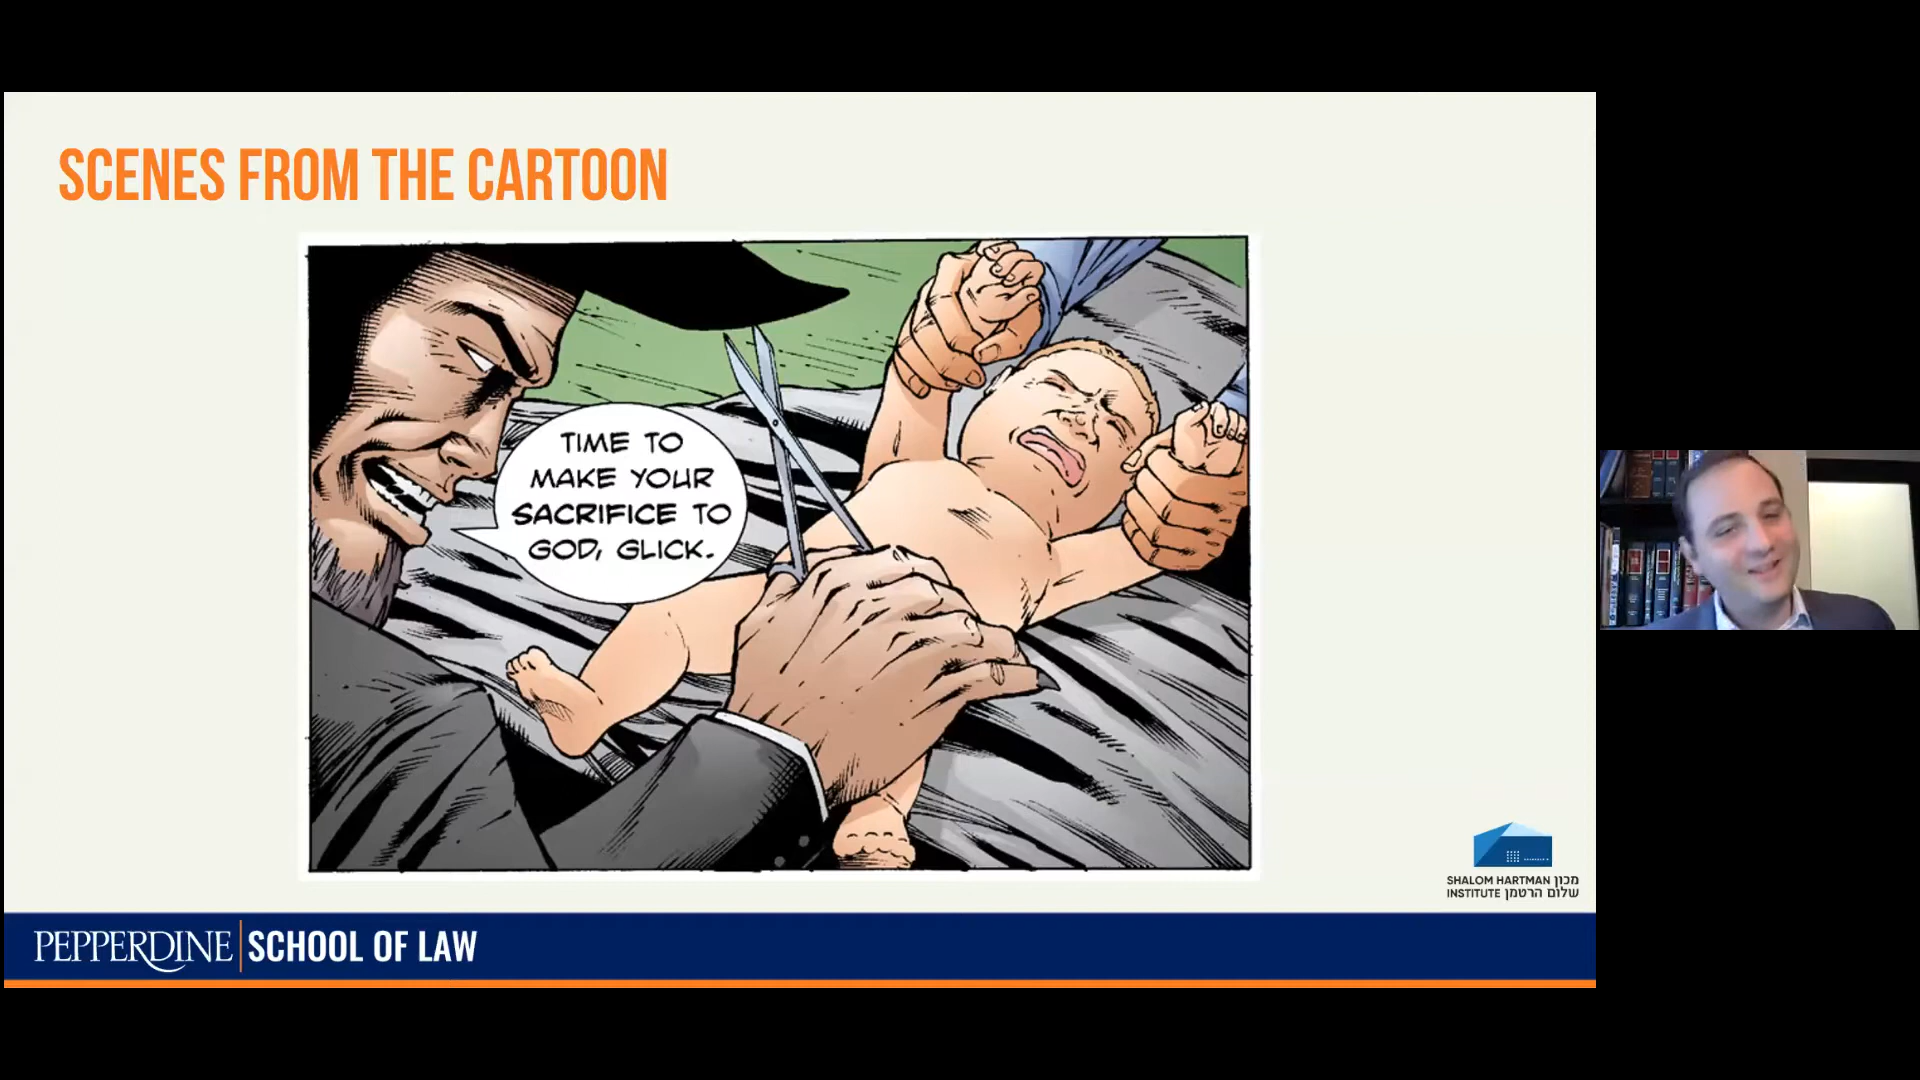 SCENES FROM THE CARTOON
TIME TO
MAKE YOUR
SACRIFICE TO
GOD, GLICK.
SHALOM HARTMAN מכון
INSTITUTE שלום הרטמן
PEPPERDINE | SCHOOL OF LAW